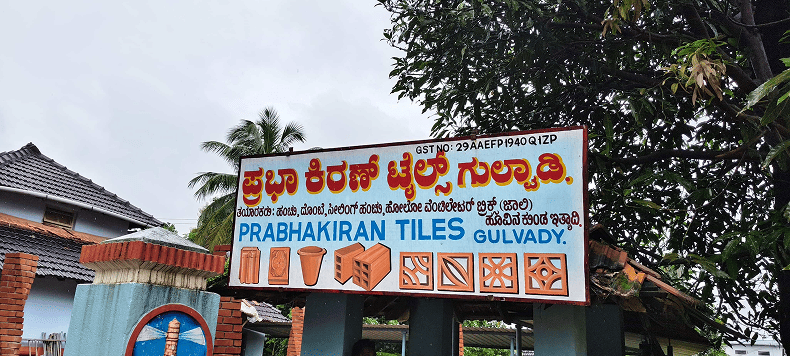 GST NO: 29AAEFP1940Q1ZP
ಪ್ರಭಾ ಕಿರಣ್ ಟೈಲ್ಸ್ ಗುಲ್ವಾಡಿ.
ತಯಾರಕರು: ಹಂಚು, ದೊಂಬೆ, ಸೀಲಿಂಗ್ ಹಂಚು, ಹೋಲೋ ವೆಂಟಿಲೇಟರ್ ಬ್ರಿಕ್ಸ್ (ಜಾಲಿ)
ಹೂವಿನ ಕುಂಡ ಇತ್ಯಾದಿ.
PRABHAKIRAN TILES GULVADY.